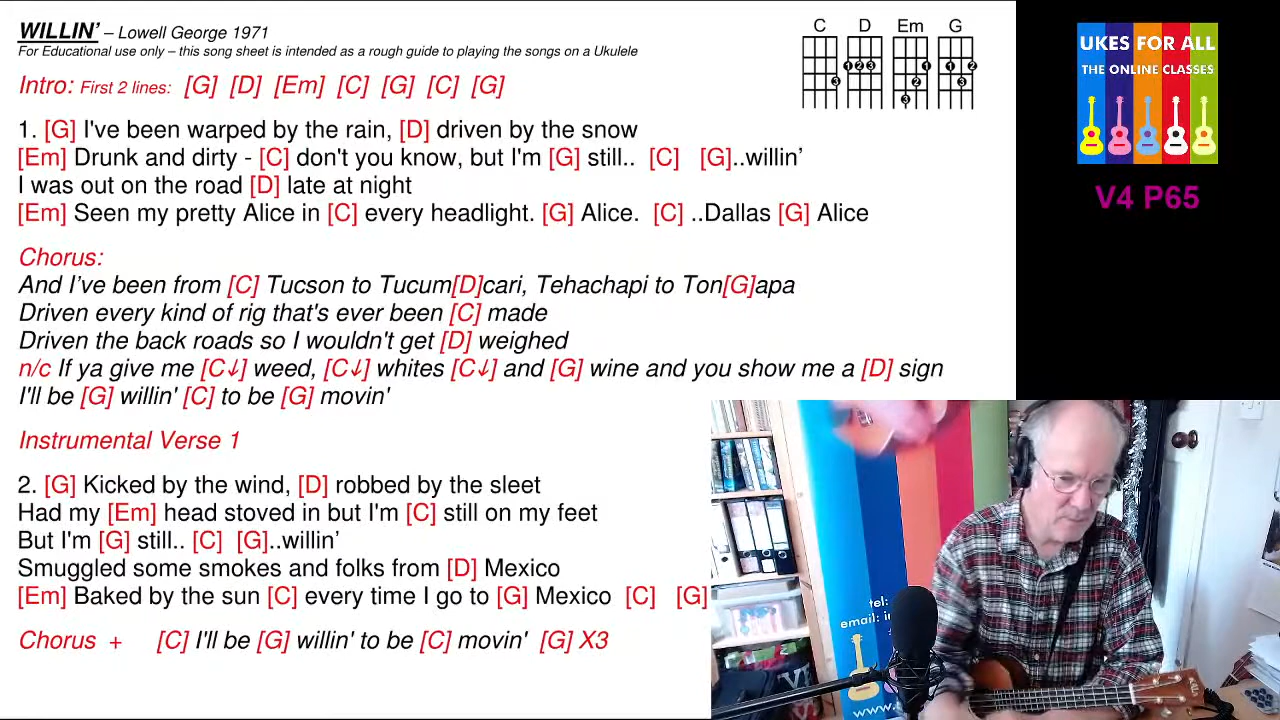 WILLIN' – Lowell George 1971
For Educational use only – this song sheet is intended as a rough guide to playing the songs on a Ukulele
C D Em G
Intro: First 2 lines: [G] [D] [Em] [C] [G] [C] [G]
1. [G] I've been warped by the rain, [D] driven by the snow
[Em] Drunk and dirty - [C] don't you know, but I'm [G] still.. [C] [G]..willin'
I was out on the road [D] late at night
[Em] Seen my pretty Alice in [C] every headlight. [G] Alice. [C] ..Dallas [G] Alice
Chorus:
And I've been from [C] Tucson to Tucum[D]cari, Tehachapi to Ton[G]apa
Driven every kind of rig that's ever been [C] made
Driven the back roads so I wouldn't get [D] weighed
n/c If ya give me [C↓] weed, [C↓] whites [C↓] and [G] wine and you show me a [D] sign
I'll be [G] willin' [C] to be [G] movin'
Instrumental Verse 1
2. [G] Kicked by the wind, [D] robbed by the sleet
Had my [Em] head stoved in but I'm [C] still on my feet
But I'm [G] still.. [C] [G]..willin'
Smuggled some smokes and folks from [D] Mexico
[Em] Baked by the sun [C] every time I go to [G] Mexico [C] [G]
Chorus + [C] I'll be [G] willin' to be [C] movin' [G] X3
UKES FOR ALL
THE ONLINE CLASSES
V4 P65
tel:
email:
www.